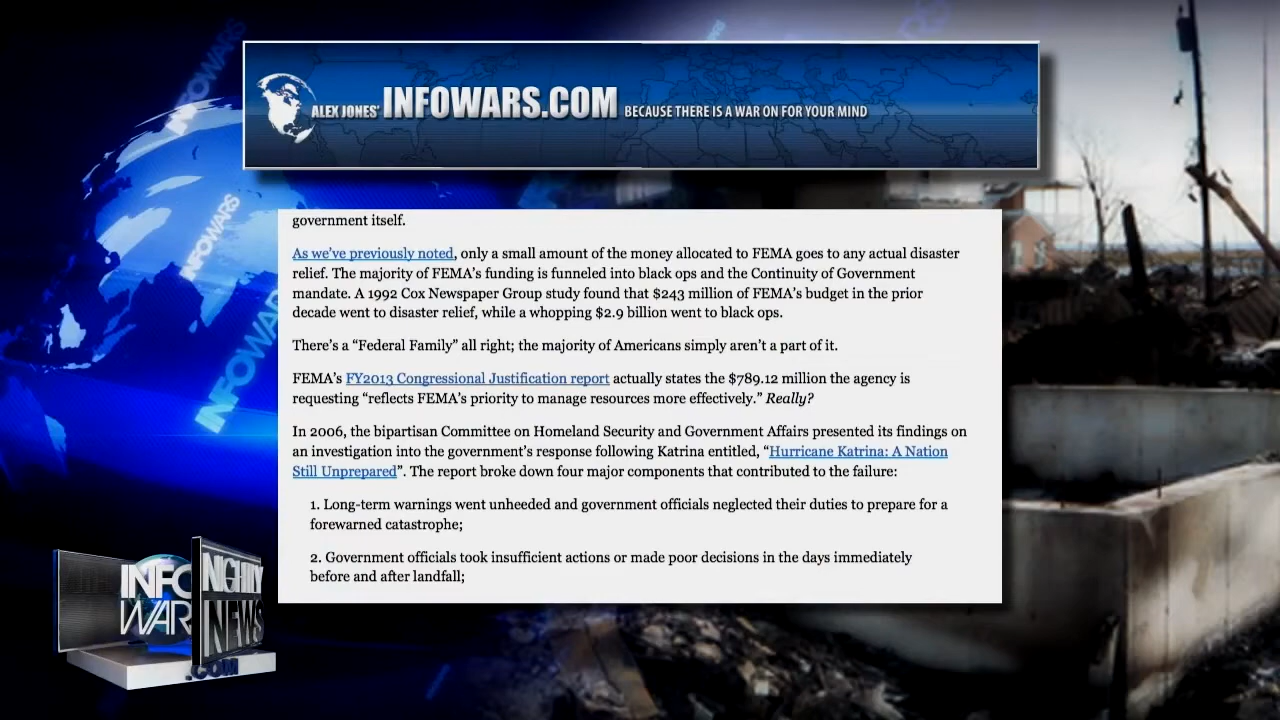 ALEX JONES' INFOWARS.COM BECAUSE THERE IS A WAR ON FOR YOUR MIND
INFOWARS
INFOWARS
INFOWARS
government itself.
As we've previously noted, only a small amount of the money allocated to FEMA goes to any actual disaster
relief. The majority of FEMA's funding is funneled into black ops and the Continuity of Government
mandate. A 1992 Cox Newspaper Group study found that $243 million of FEMA's budget in the prior
decade went to disaster relief, while a whopping $2.9 billion went to black ops.
There's a “Federal Family” all right; the majority of Americans simply aren't a part of it.
FEMA's FY2013 Congressional Justification report actually states the $789.12 million the agency is
requesting “reflects FEMA's priority to manage resources more effectively.” Really?
In 2006, the bipartisan Committee on Homeland Security and Government Affairs presented its findings on
an investigation into the government's response following Katrina entitled, “Hurricane Katrina: A Nation
Still Unprepared”. The report broke down four major components that contributed to the failure:
1. Long-term warnings went unheeded and government officials neglected their duties to prepare for a
forewarned catastrophe;
2. Government officials took insufficient actions or made poor decisions in the days immediately
before and after landfall;
INFO
WARS
NIGHTLY
NEWS
.COM